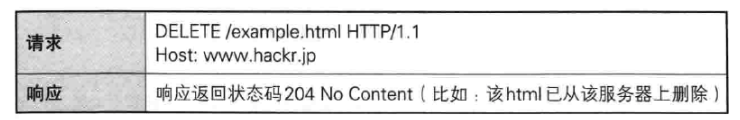 请求
DELETE /example.html HTTP/1.1
Host: www.hackr.jp
响应
响应返回状态码204 No Content（比如：该html已从该服务器上删除）